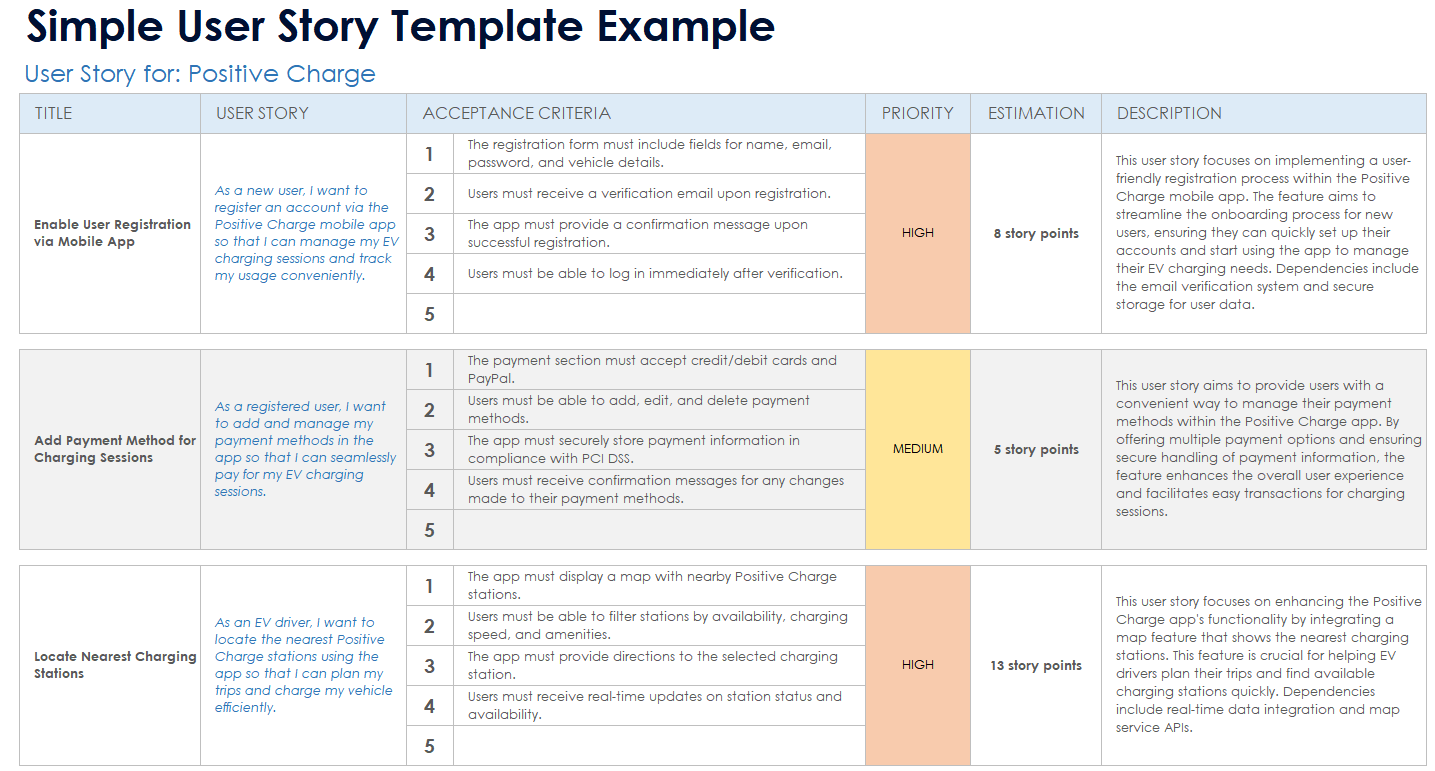 Simple User Story Template Example
User Story for: Positive Charge
TITLE
USER STORY
ACCEPTANCE CRITERIA
PRIORITY
ESTIMATION
DESCRIPTION
Enable User Registration
via Mobile App
As a new user, I want to
register an account via the
Positive Charge mobile app
so that I can manage my EV
charging sessions and track
my usage conveniently.
1
The registration form must include fields for name, email,
password, and vehicle details.
2
Users must receive a verification email upon registration.
3
The app must provide a confirmation message upon
successful registration.
4
Users must be able to log in immediately after verification.
5
HIGH
8 story points
This user story focuses on implementing a user-
friendly registration process within the Positive
Charge mobile app. The feature aims to
streamline the onboarding process for new
users, ensuring they can quickly set up their
accounts and start using the app to manage
their EV charging needs. Dependencies include
the email verification system and secure
storage for user data.
Add Payment Method for
Charging Sessions
As a registered user, I want
to add and manage my
payment methods in the
app so that I can seamlessly
pay for my EV charging
sessions.
1
The payment section must accept credit/debit cards and
PayPal.
2
Users must be able to add, edit, and delete payment
methods.
3
The app must securely store payment information in
compliance with PCI DSS.
4
Users must receive confirmation messages for any changes
made to their payment methods.
5
MEDIUM
5 story points
This user story aims to provide users with a
convenient way to manage their payment
methods within the Positive Charge app. By
offering multiple payment options and ensuring
secure handling of payment information, the
feature enhances the overall user experience
and facilitates easy transactions for charging
sessions.
Locate Nearest Charging
Stations
As an EV driver, I want to
locate the nearest Positive
Charge stations using the
app so that I can plan my
trips and charge my vehicle
efficiently.
1
The app must display a map with nearby Positive Charge
stations.
2
Users must be able to filter stations by availability, charging
speed, and amenities.
3
The app must provide directions to the selected charging
station.
4
Users must receive real-time updates on station status and
availability.
5
HIGH
13 story points
This user story focuses on enhancing the Positive
Charge app's functionality by integrating a
map feature that shows the nearest charging
stations. This feature is crucial for helping EV
drivers plan their trips and find available
charging stations quickly. Dependencies
include real-time data integration and map
service APIs.